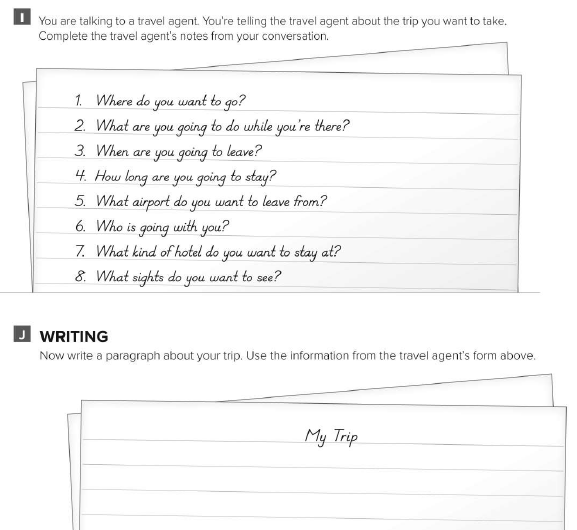 I You are talking to a travel agent. You're telling the travel agent about the trip you want to take.
Complete the travel agent's notes from your conversation.
1. Where do you want to go?
2. What are you going to do while you're there?
3. When are you going to leave?
4. How long are you going to stay?
5. What airport do you want to leave from?
6. Who is going with you?
7. What kind of hotel do you want to stay at?
8. What sights do you want to see?
J WRITING
Now write a paragraph about your trip. Use the information from the travel agent's form above.
My Trip